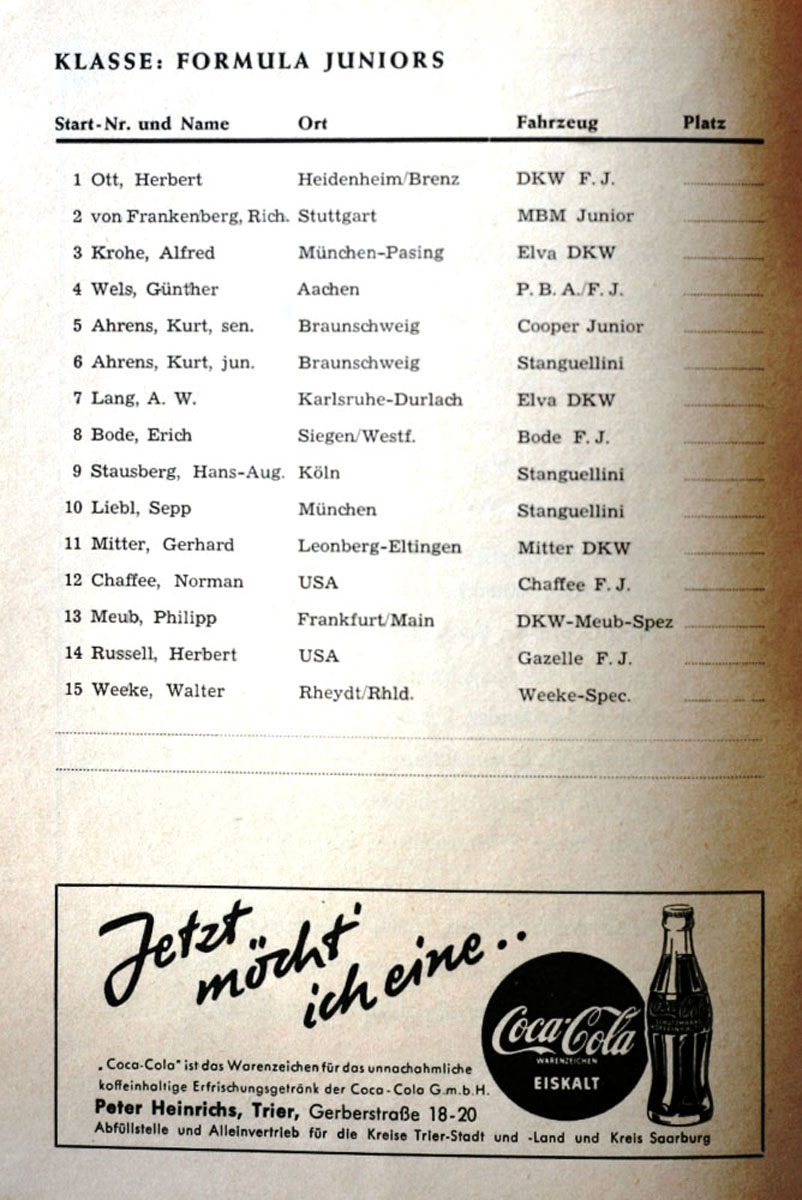 KLASSE: FORMULA JUNIORS
Start-Nr. und Name Ort Fahrzeug Platz
1 Ott, Herbert Heidenheim/Brenz DKW F. J.
2 von Frankenberg, Rich. Stuttgart MBM Junior
3 Krohe, Alfred München-Pasing Elva DKW
4 Wels, Günther Aachen P. B. A./F. J.
5 Ahrens, Kurt, sen. Braunschweig Cooper Junior
6 Ahrens, Kurt, jun. Braunschweig Stanguellini
7 Lang, A. W. Karlsruhe-Durlach Elva DKW
8 Bode, Erich Siegen/Westf. Bode F. J.
9 Stausberg, Hans-Aug. Köln Stanguellini
10 Liebl, Sepp München Stanguellini
11 Mitter, Gerhard Leonberg-Eltingen Mitter DKW
12 Chaffee, Norman USA Chaffee F. J.
13 Meub, Philipp Frankfurt/Main DKW-Meub-Spez
14 Russell, Herbert USA Gazelle F. J.
15 Weeke, Walter Rheydt/Rhld. Weeke-Spec.
Jetzt
möcht'
ich eine..
Coca-Cola
WARENZEICHEN
EISKALT
Coca-Cola
„Coca-Cola" ist das Warenzeichen für das unnachahmliche
koffeinhaltige Erfrischungsgetränk der Coca-Cola G.m.b.H.
Peter Heinrichs, Trier, Gerberstraße 18-20
Abfüllstelle und Alleinvertrieb für die Kreise Trier-Stadt und -Land und Kreis Saarburg